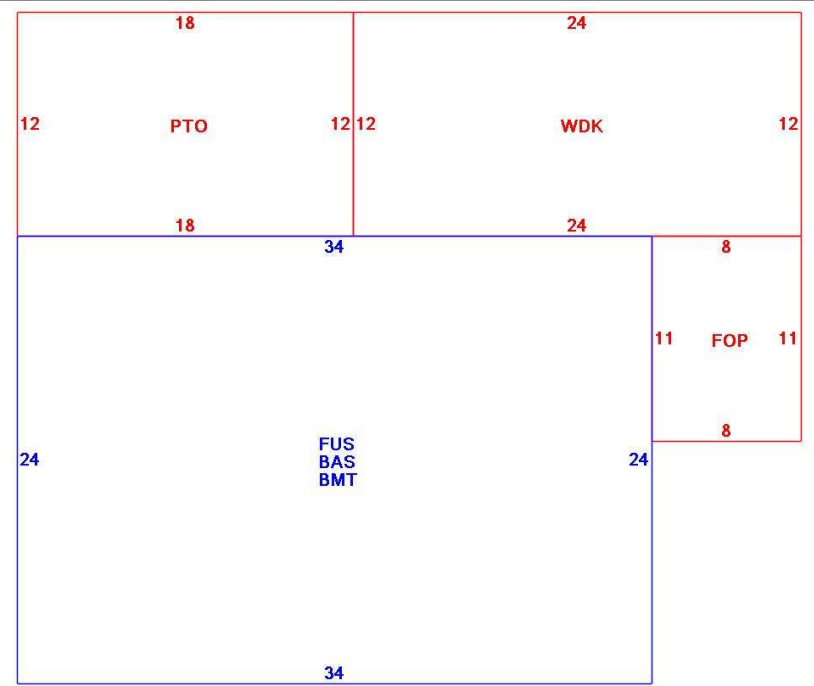 18 24
12 PTO 12 12 WDK 12
18 24
34 8
11 FOP 11
8
FUS
24 BAS 24
BMT
34